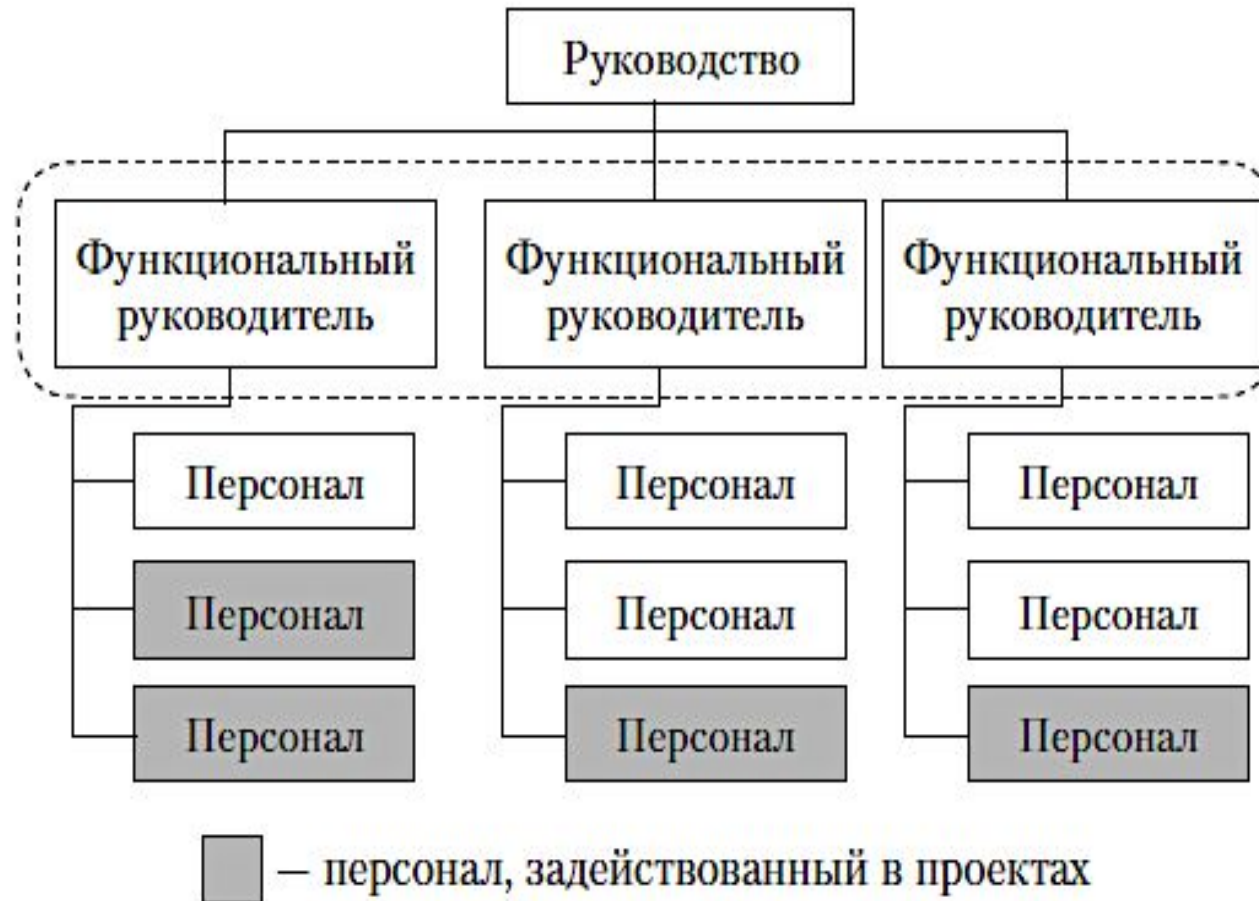 Руководство
Функциональный
руководитель
Функциональный
руководитель
Функциональный
руководитель
Персонал
Персонал
Персонал
Персонал
Персонал
Персонал
Персонал
Персонал
Персонал
— персонал, задействованный в проектах